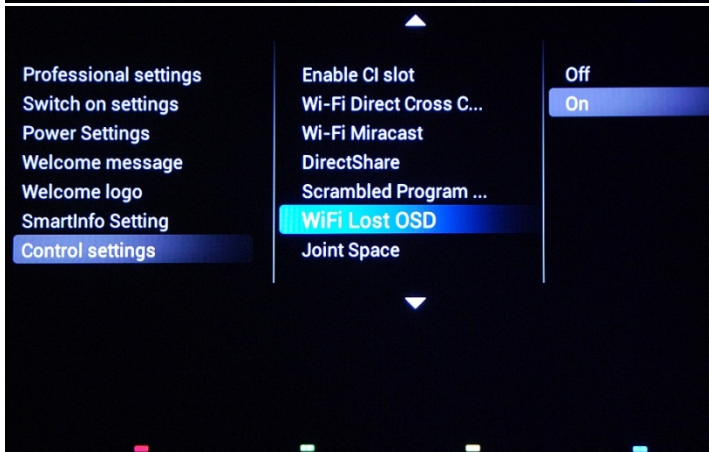 Professional settings
Switch on settings
Power Settings
Welcome message
Welcome logo
SmartInfo Setting
Control settings
Enable CI slot
Wi-Fi Direct Cross C...
Wi-Fi Miracast
DirectShare
Scrambled Program ...
WiFi Lost OSD
Joint Space
Off
On